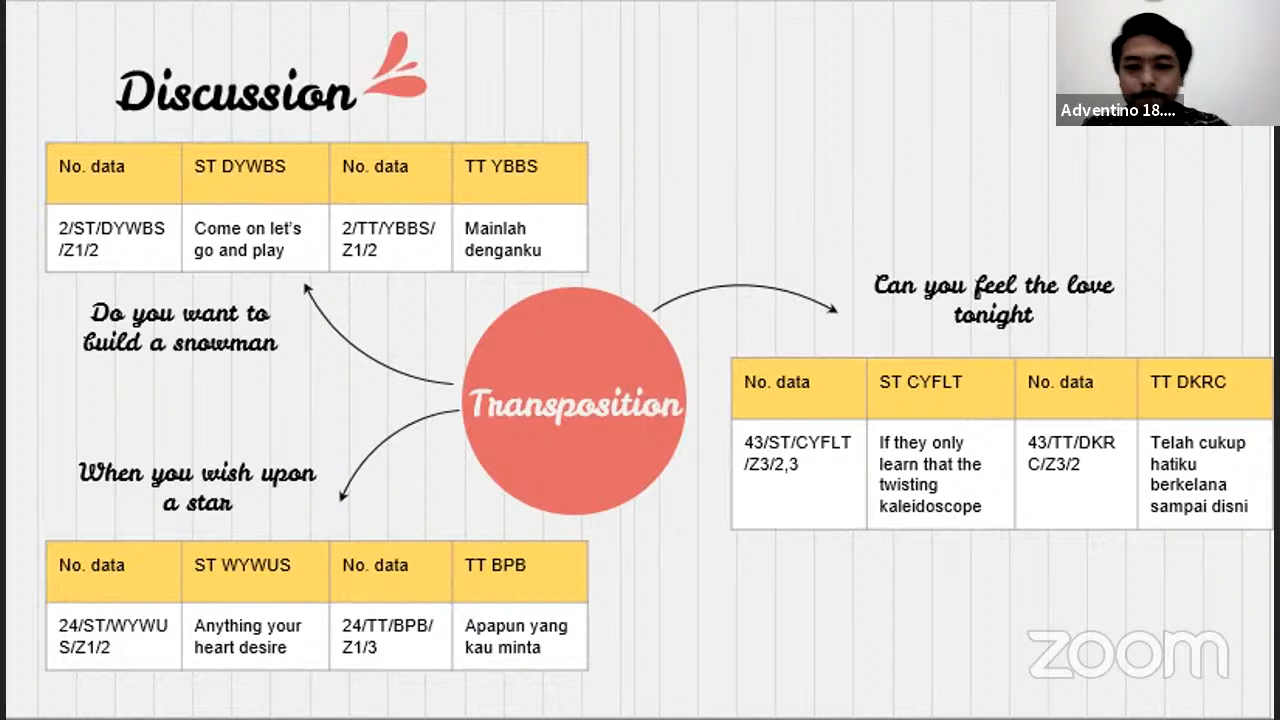 Discussion
Adventino 18....
No. data
ST DYWBS
No. data
TT YBBS
2/ST/DYWBS
/Z1/2
Come on let's
go and play
2/TT/YBBS/
Z1/2
Mainlah
denganku
Do you want to
build a snowman
Transposition
Can you feel the love
tonight
No. data
ST CYFLT
No. data
TT DKRC
43/ST/CYFLT
/Z3/2,3
If they only
learn that the
twisting
kaleidoscope
43/TT/DKR
C/Z3/2
Telah cukup
hatiku
berkelana
sampai disni
When you wish upon
a star
No. data
ST WYWUS
No. data
TT BPB
24/ST/WYWU
S/Z1/2
Anything your
heart desire
24/TT/BPB/
Z1/3
Apapun yang
kau minta
zoom